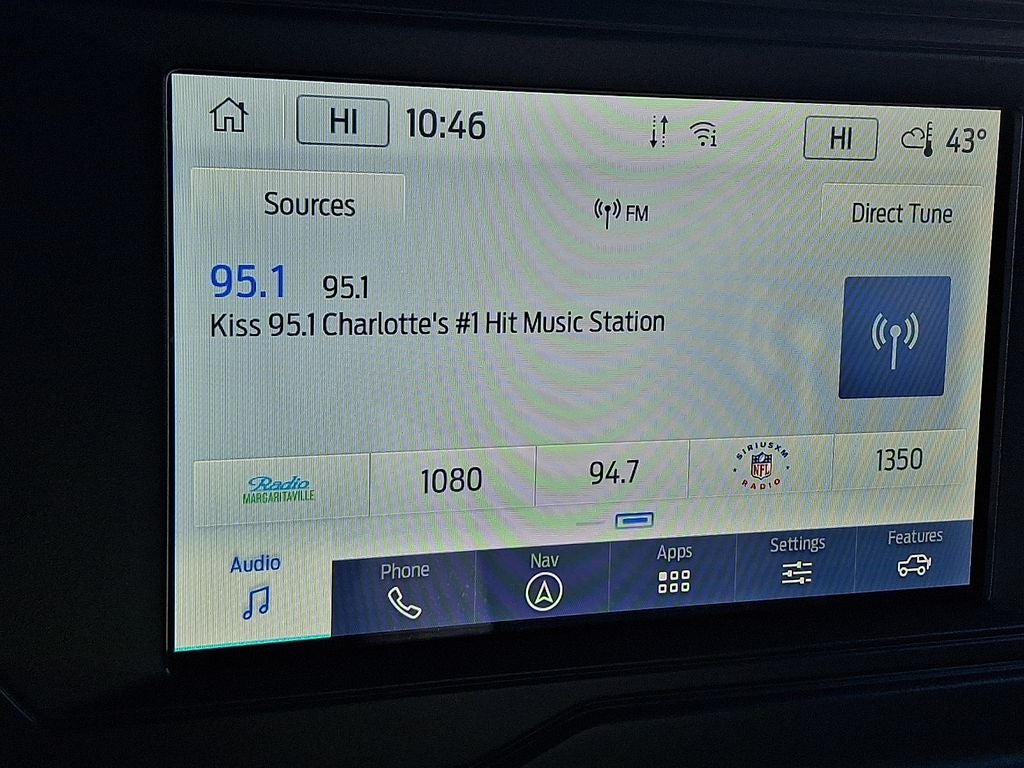 HI 10:46 1 HI 43°
Sources FM Direct Tune
95.1 95.1
Kiss 95.1 Charlotte's #1 Hit Music Station
Radio
MARGARITAVILLE
1080
94.7
SIRIUSXM
NFL
RADIO
1350
Audio
Phone
Nav
Apps
Settings
Features